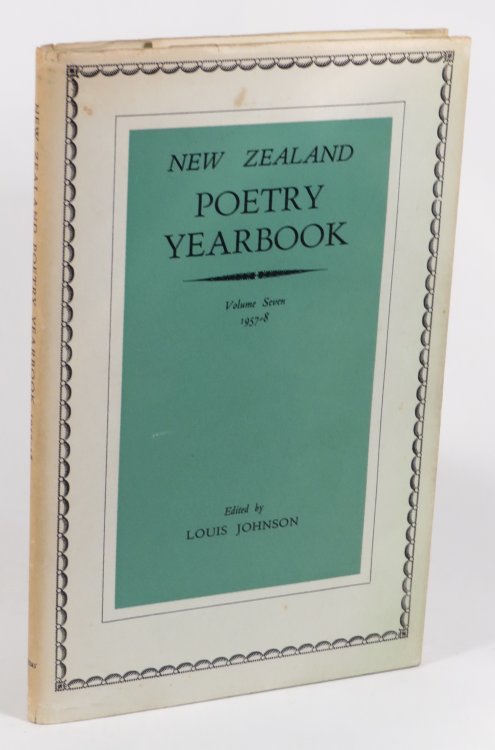 NEW ZEALAND
POETRY
YEARBOOK
Volume Seven
1957-8
Edited by
LOUIS JOHNSON
NEW ZEALAND POETRY YEARBOOK